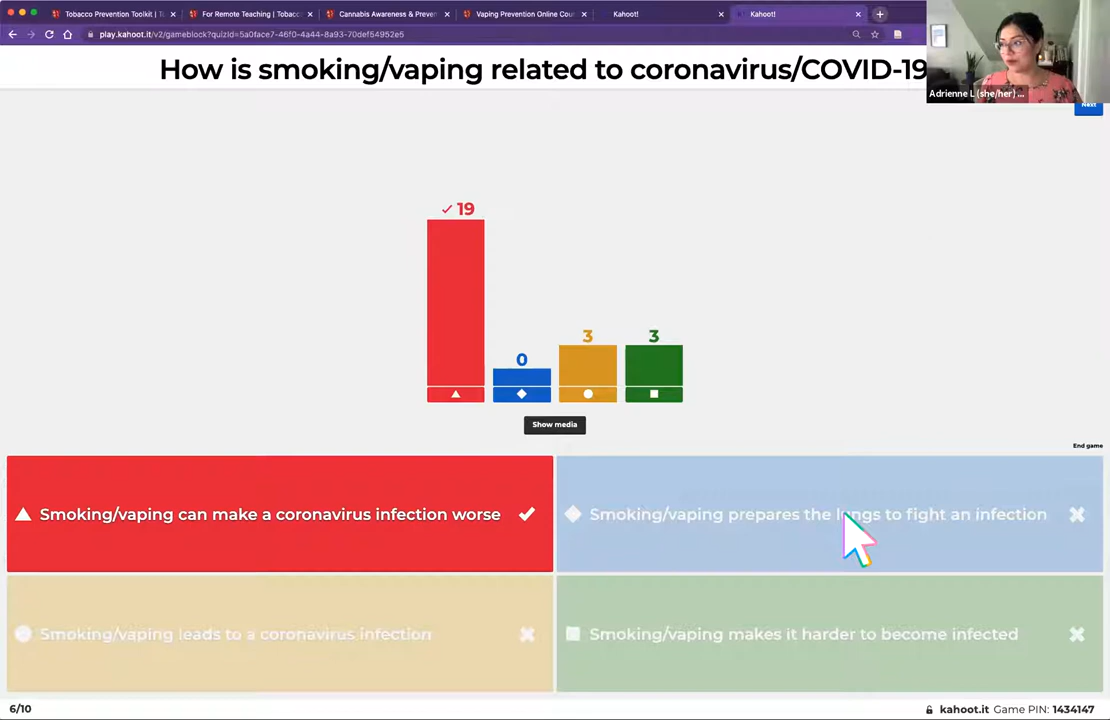 Tobacco Prevention Toolkit | To
For Remote Teaching | Tobacc
Cannabis Awareness & Preven
Vaping Prevention Online Cou
Kahoot!
Kahoot!
play.kahoot.it/v2/gameblock?quizId=5a0face7-46f0-4a44-8a93-70def54952e5
How is smoking/vaping related to coronavirus/COVID-19
Adrienne L (she/her) ...
Next
19
0
3
3
Show media
End game
Smoking/vaping can make a coronavirus infection worse
Smoking/vaping prepares the lungs to fight an infection
Smoking/vaping leads to a coronavirus infection
Smoking/vaping makes it harder to become infected
6/10
kahoot.it Game PIN: 1434147